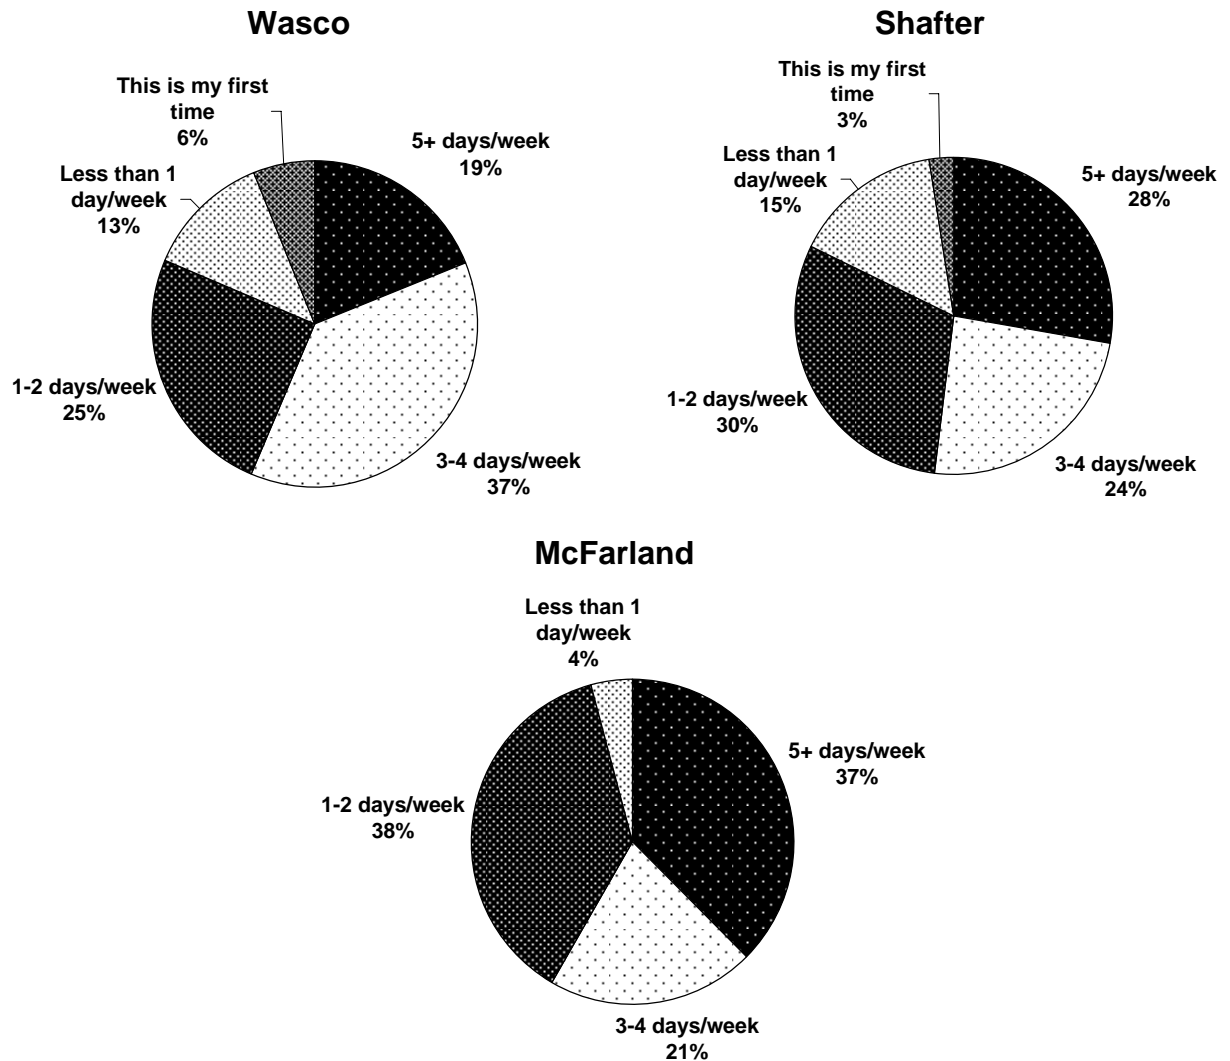 Wasco
This is my first
time
6%
5+ days/week
19%
Less than 1
day/week
13%
1-2 days/week
25%
3-4 days/week
37%
Shafter
This is my first
time
3%
Less than 1
day/week
15%
5+ days/week
28%
1-2 days/week
30%
3-4 days/week
24%
McFarland
Less than 1
day/week
4%
5+ days/week
37%
1-2 days/week
38%
3-4 days/week
21%